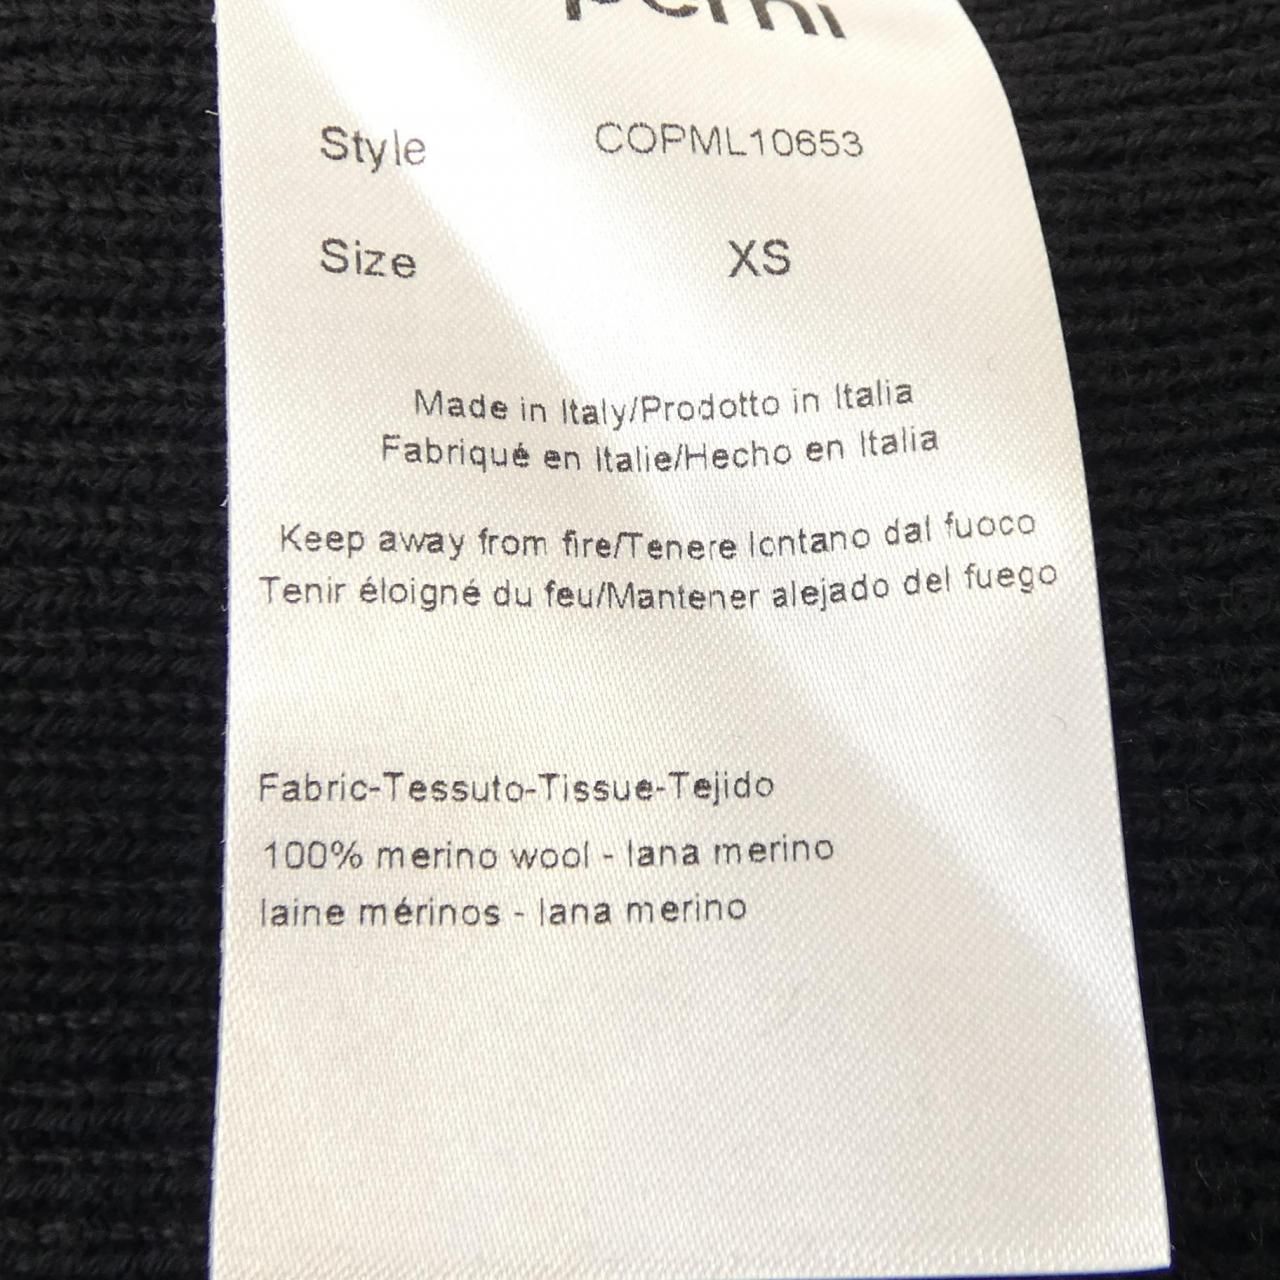 Style COPML10653
Size XS
Made in Italy/Prodotto in Italia
Fabriqué en Italie/Hecho en Italia
Keep away from fire/Tenere lontano dal fuoco
Tenir éloigné du feu/Mantener alejado del fuego
Fabric-Tessuto-Tissue-Tejido
100% merino wool - lana merino
laine mérinos - lana merino